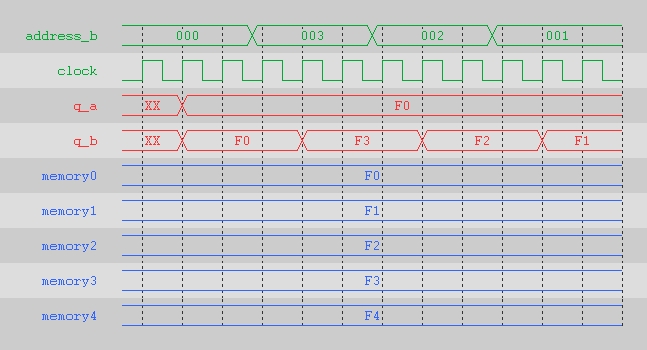 address_b 000 003 002 001
clock
q_a XX F0
q_b XX F0 F3 F2 F1
memory0 F0
memory1 F1
memory2 F2
memory3 F3
memory4 F4